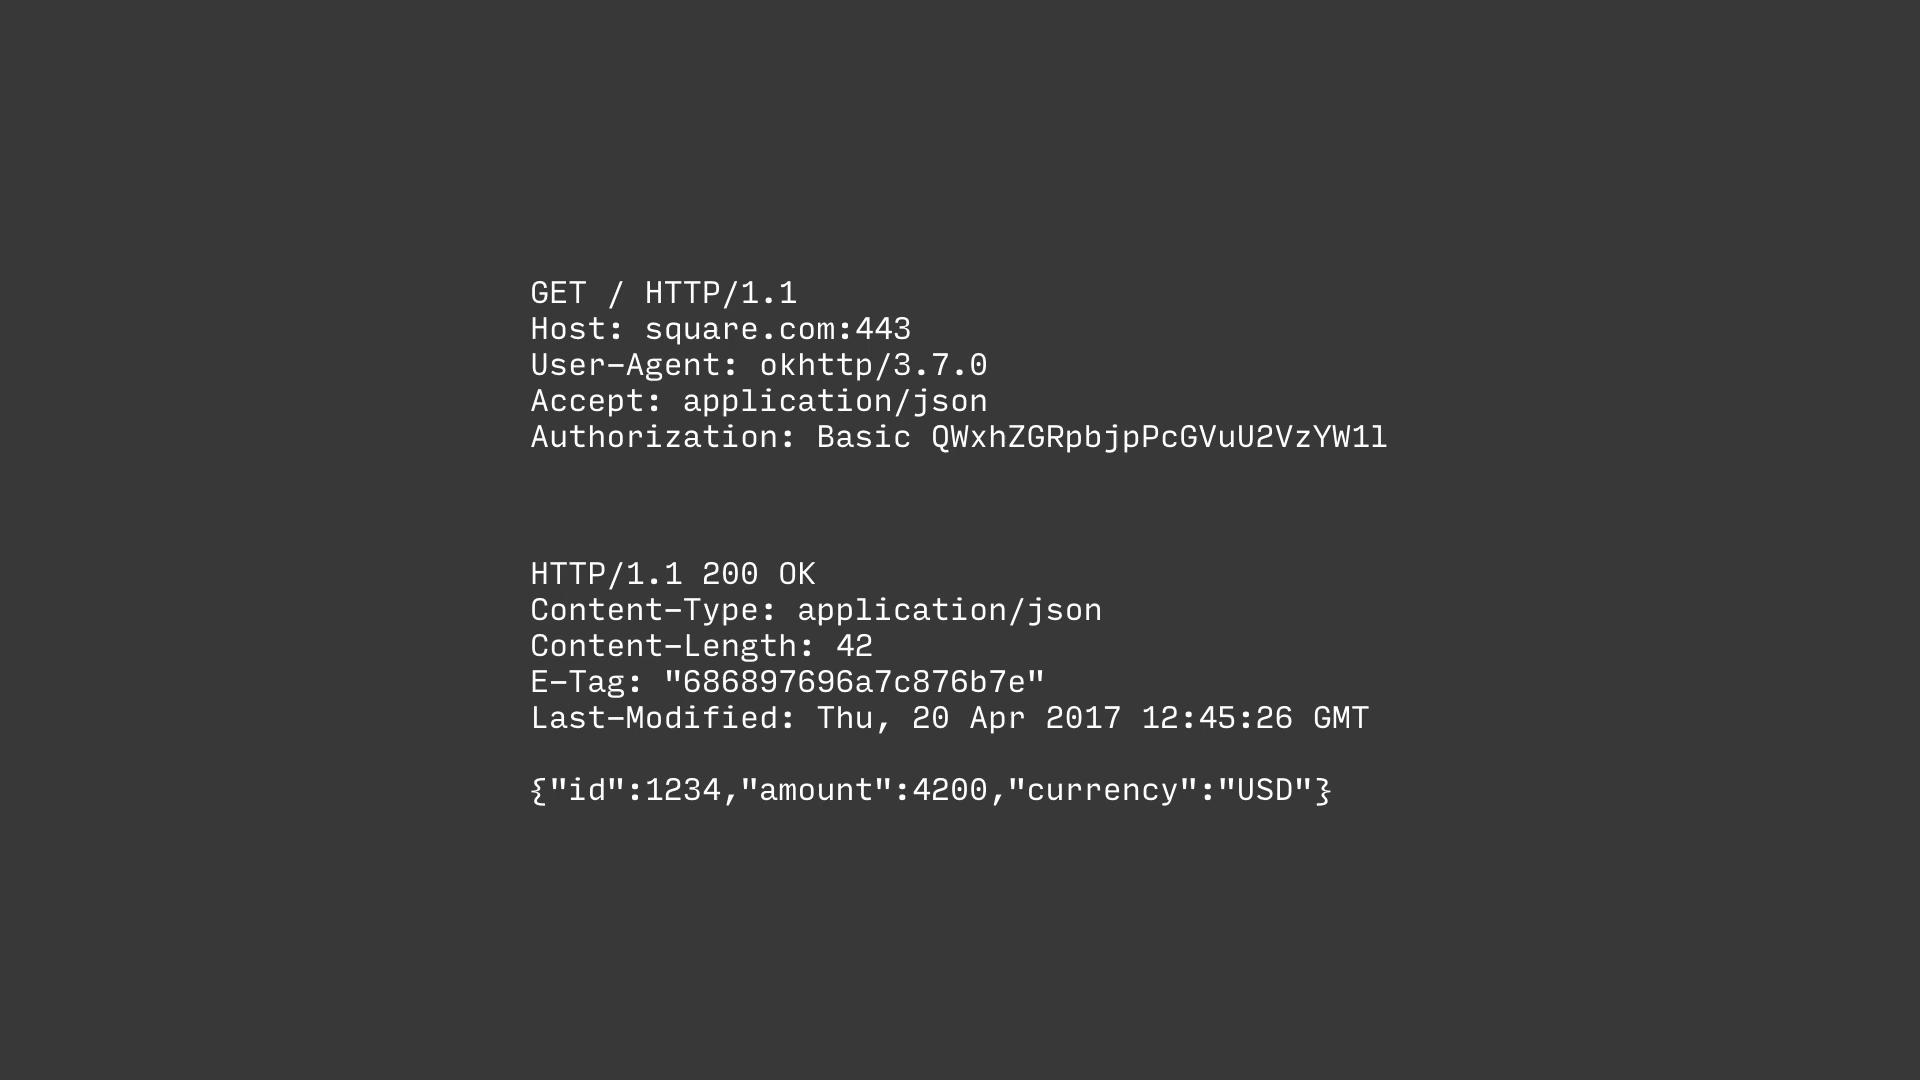 GET / HTTP/1.1
Host: square.com:443
User-Agent: okhttp/3.7.0
Accept: application/json
Authorization: Basic QWxhZGRpbjpPcGVuU2VzYW1l
HTTP/1.1 200 OK
Content-Type: application/json
Content-Length: 42
E-Tag: "686897696a7c876b7e"
Last-Modified: Thu, 20 Apr 2017 12:45:26 GMT
{"id":1234,"amount":4200,"currency":"USD"}